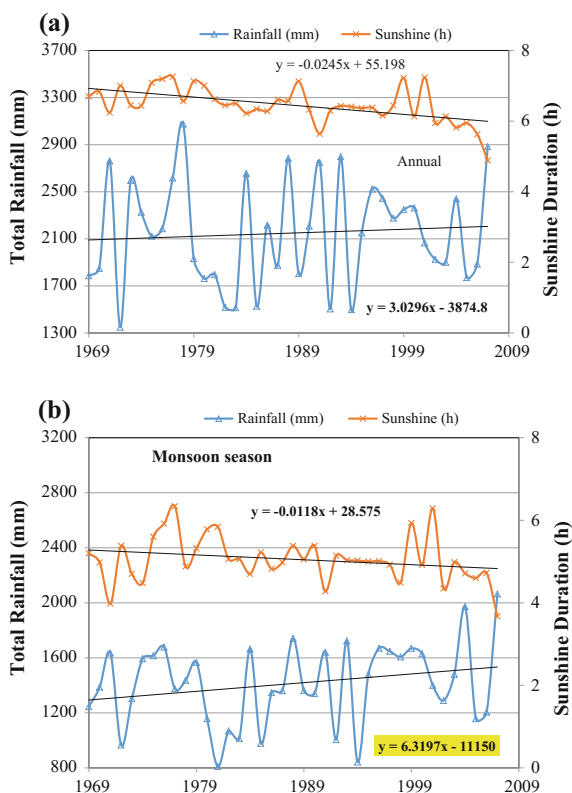 (a)
Rainfall (mm) Sunshine (h)
3700
3300
2900
2500
2100
1700
1300
Total Rainfall (mm)
y = -0.0245x + 55.198
Annual
y = 3.0296x - 3874.8
8
6
4
2
0
Sunshine Duration (h)
1969 1979 1989 1999 2009
(b)
Rainfall (mm) Sunshine (h)
3200
2800
2400
2000
1600
1200
800
Total Rainfall (mm)
Monsoon season
y = -0.0118x + 28.575
y = 6.3197x - 11150
8
6
4
2
0
Sunshine Duration (h)
1969 1979 1989 1999 2009